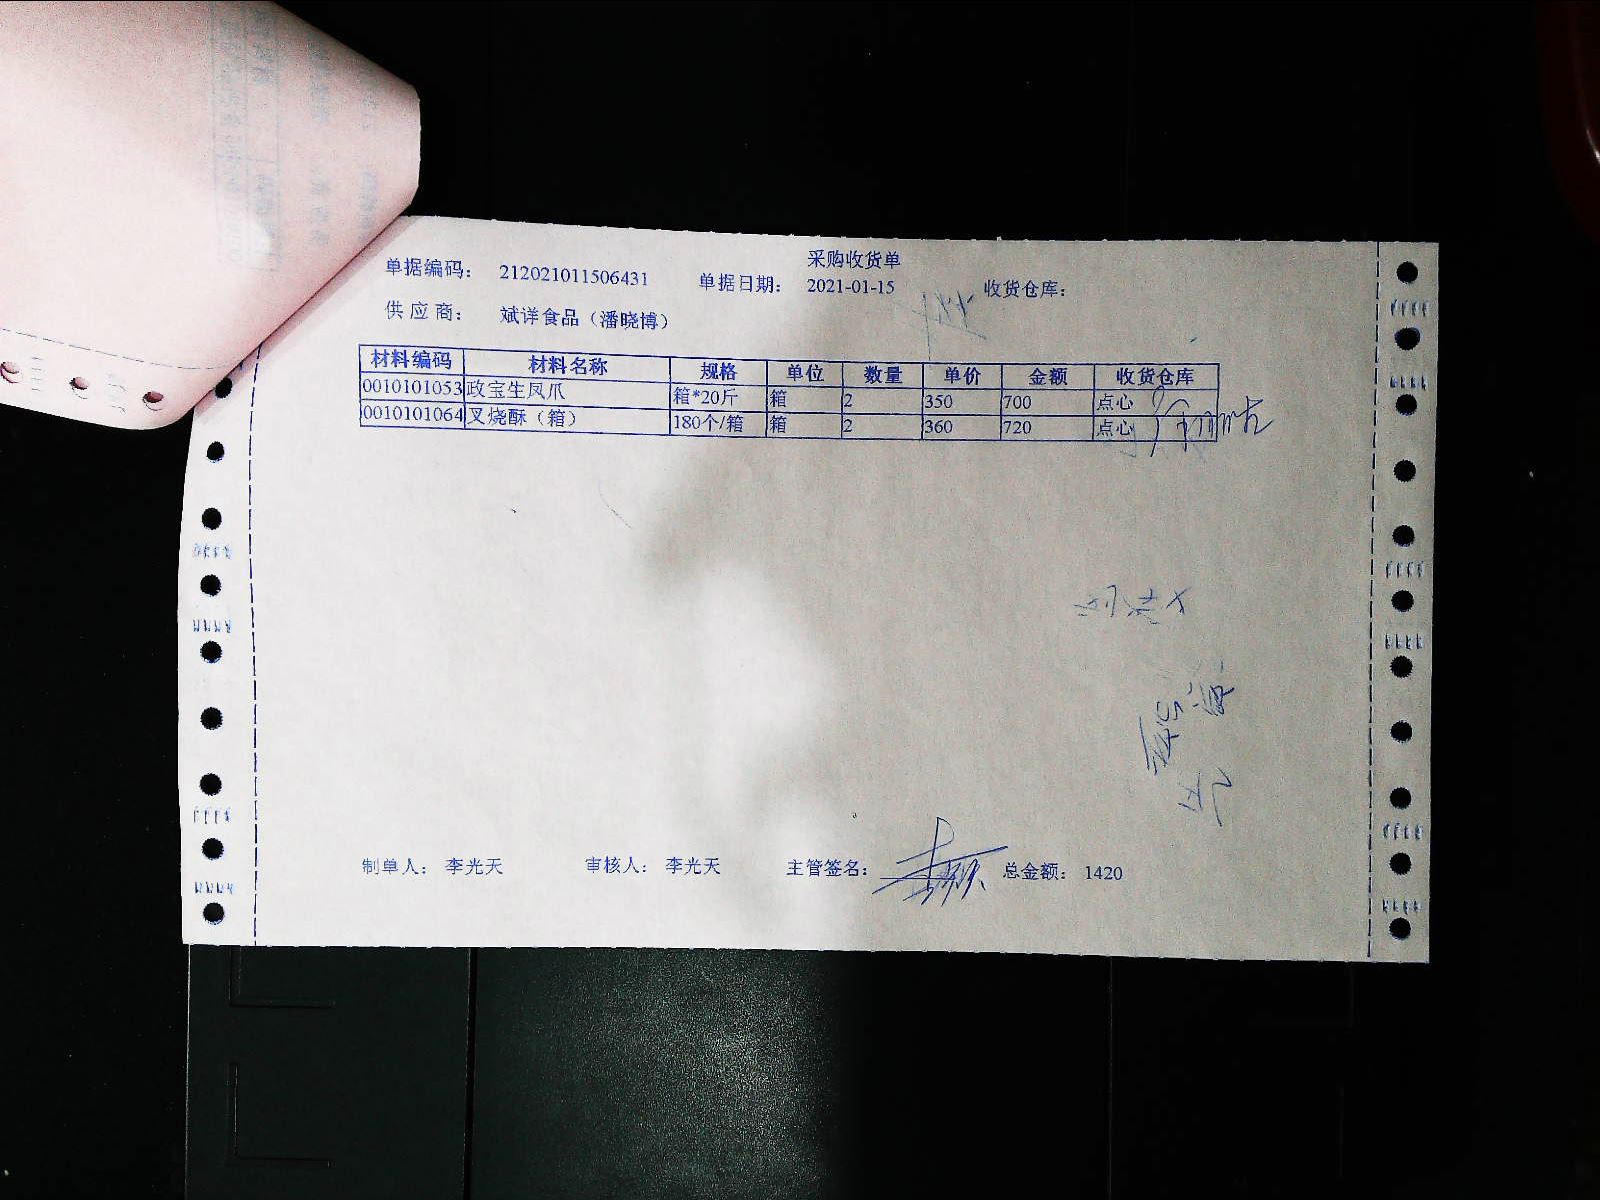 采购收货单
单据编码： 212021011506431 单据日期： 2021-01-15 收货仓库：
供 应 商： 斌详食品（潘晓博）
材料编码 材料名称 规格 单位 数量 单价 金额 收货仓库
0010101053 政宝生凤爪 箱*20斤 箱 2 350 700 点心
0010101064 叉烧酥（箱） 180个/箱 箱 2 360 720 点心
制单人： 李光天 审核人： 李光天 主管签名： 总金额： 1420